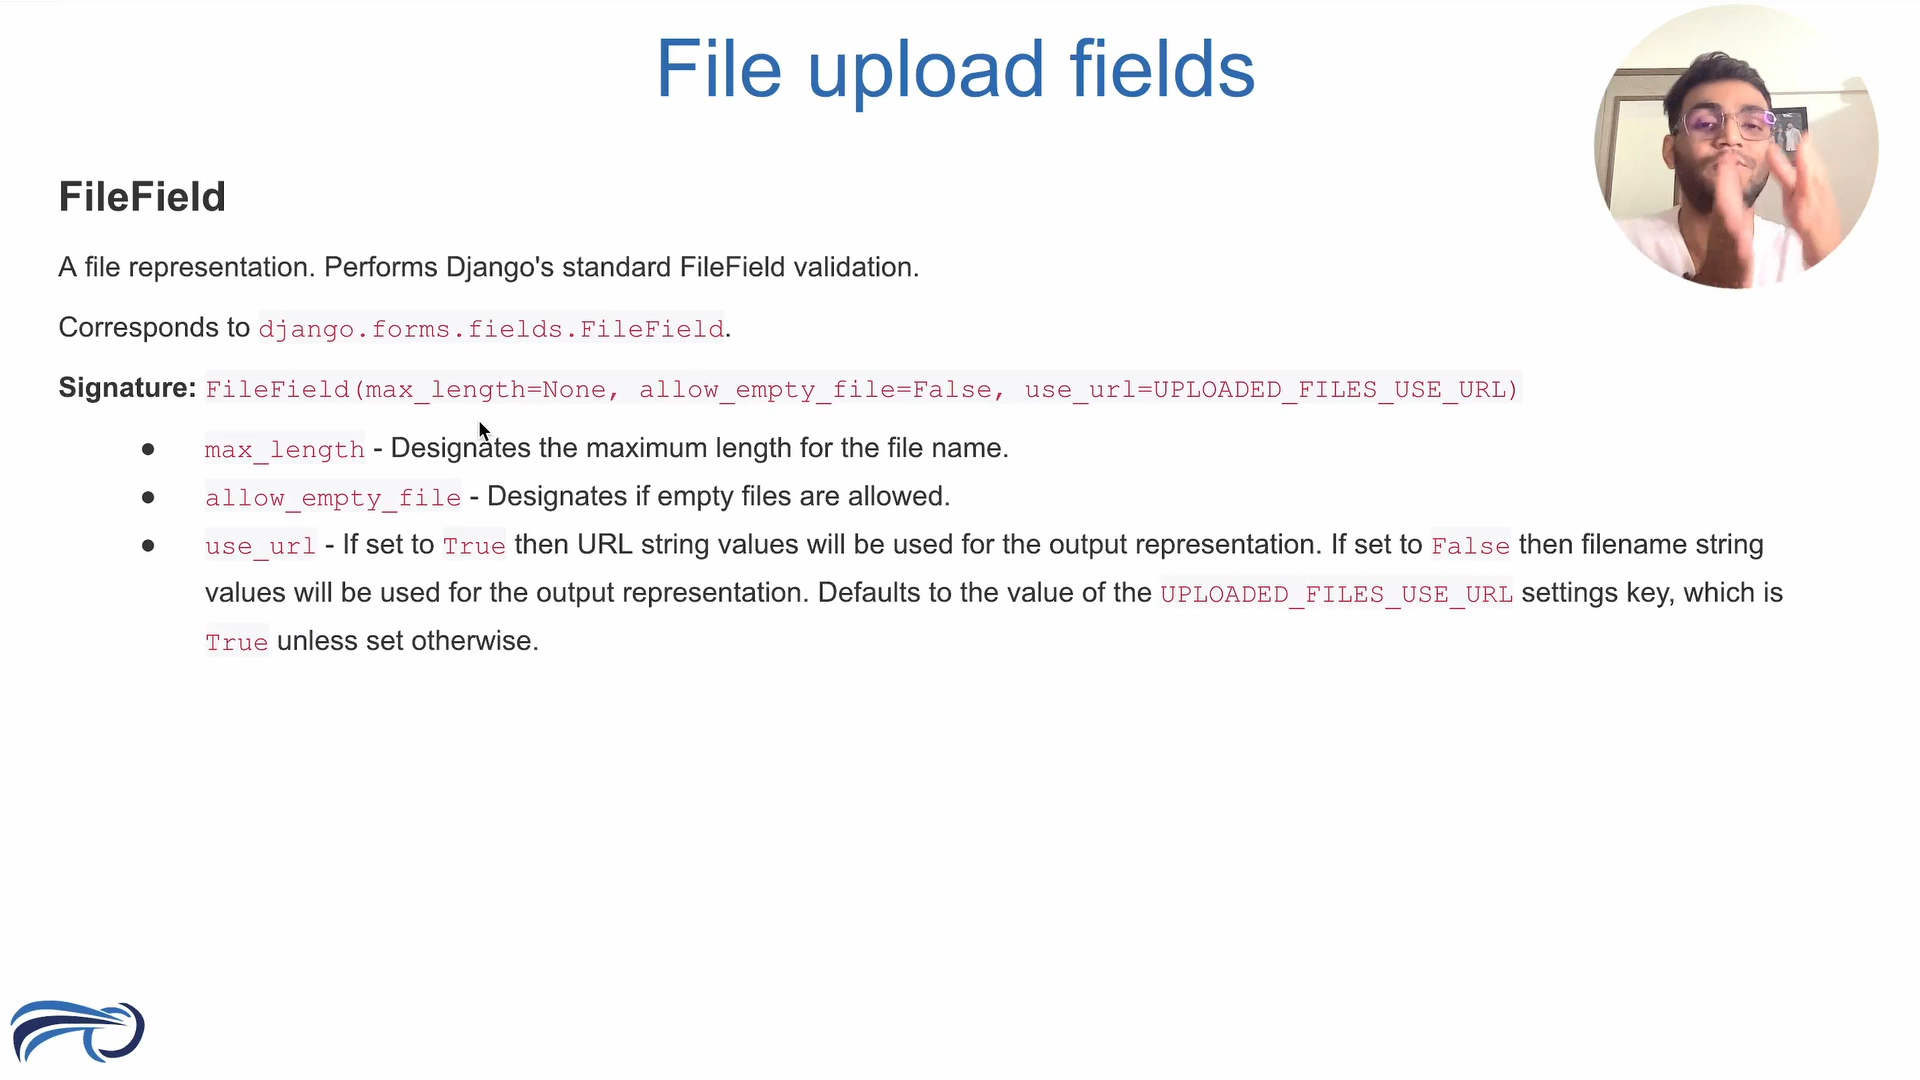 File upload fields
FileField
A file representation. Performs Django's standard FileField validation.
Corresponds to django.forms.fields.FileField.
Signature: FileField(max_length=None, allow_empty_file=False, use_url=UPLOADED_FILES_USE_URL)
● max_length - Designates the maximum length for the file name.
● allow_empty_file - Designates if empty files are allowed.
● use_url - If set to True then URL string values will be used for the output representation. If set to False then filename string
values will be used for the output representation. Defaults to the value of the UPLOADED_FILES_USE_URL settings key, which is
True unless set otherwise.